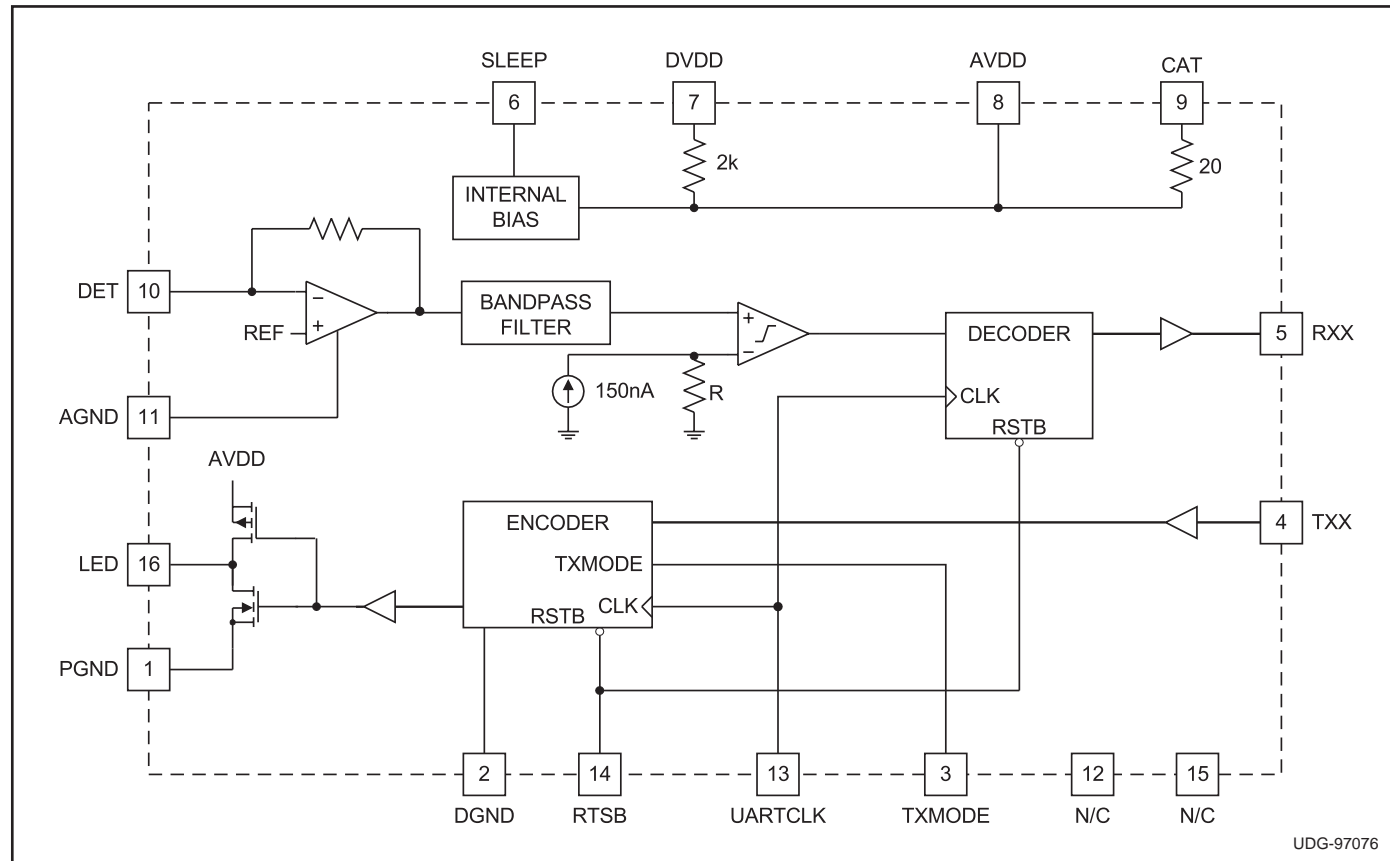 SLEEP
DVDD
AVDD
CAT
6
7
8
9
2k
20
INTERNAL
BIAS
DET
10
REF
−
+
BANDPASS
FILTER
+
−
DECODER
CLK
RSTB
5
RXX
150nA
R
AGND
11
AVDD
ENCODER
TXMODE
CLK
RSTB
4
TXX
LED
16
PGND
1
2
14
13
3
12
15
DGND
RTSB
UARTCLK
TXMODE
N/C
N/C
UDG-97076